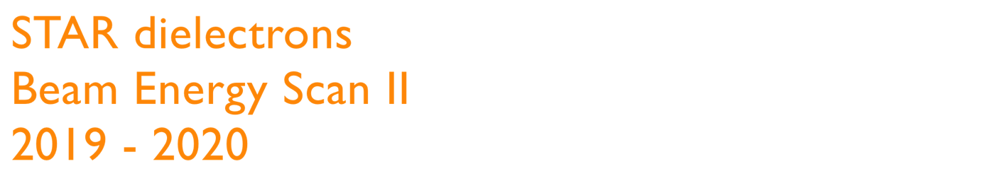 STAR dielectrons
Beam Energy Scan II
2019 - 2020